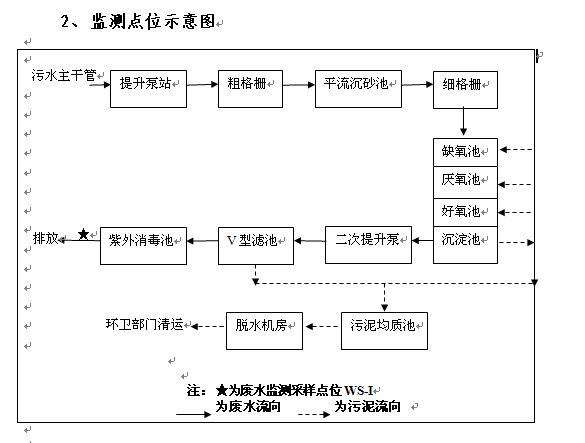 2、监测点位示意图
污水主干管 提升泵站 粗格栅 平流沉砂池 细格栅
缺氧池
厌氧池
好氧池
排放 ★ 紫外消毒池 V型滤池 二次提升泵 沉淀池
环卫部门清运 脱水机房 污泥均质池
注：★为废水监测采样点位WS-1
为废水流向 为污泥流向